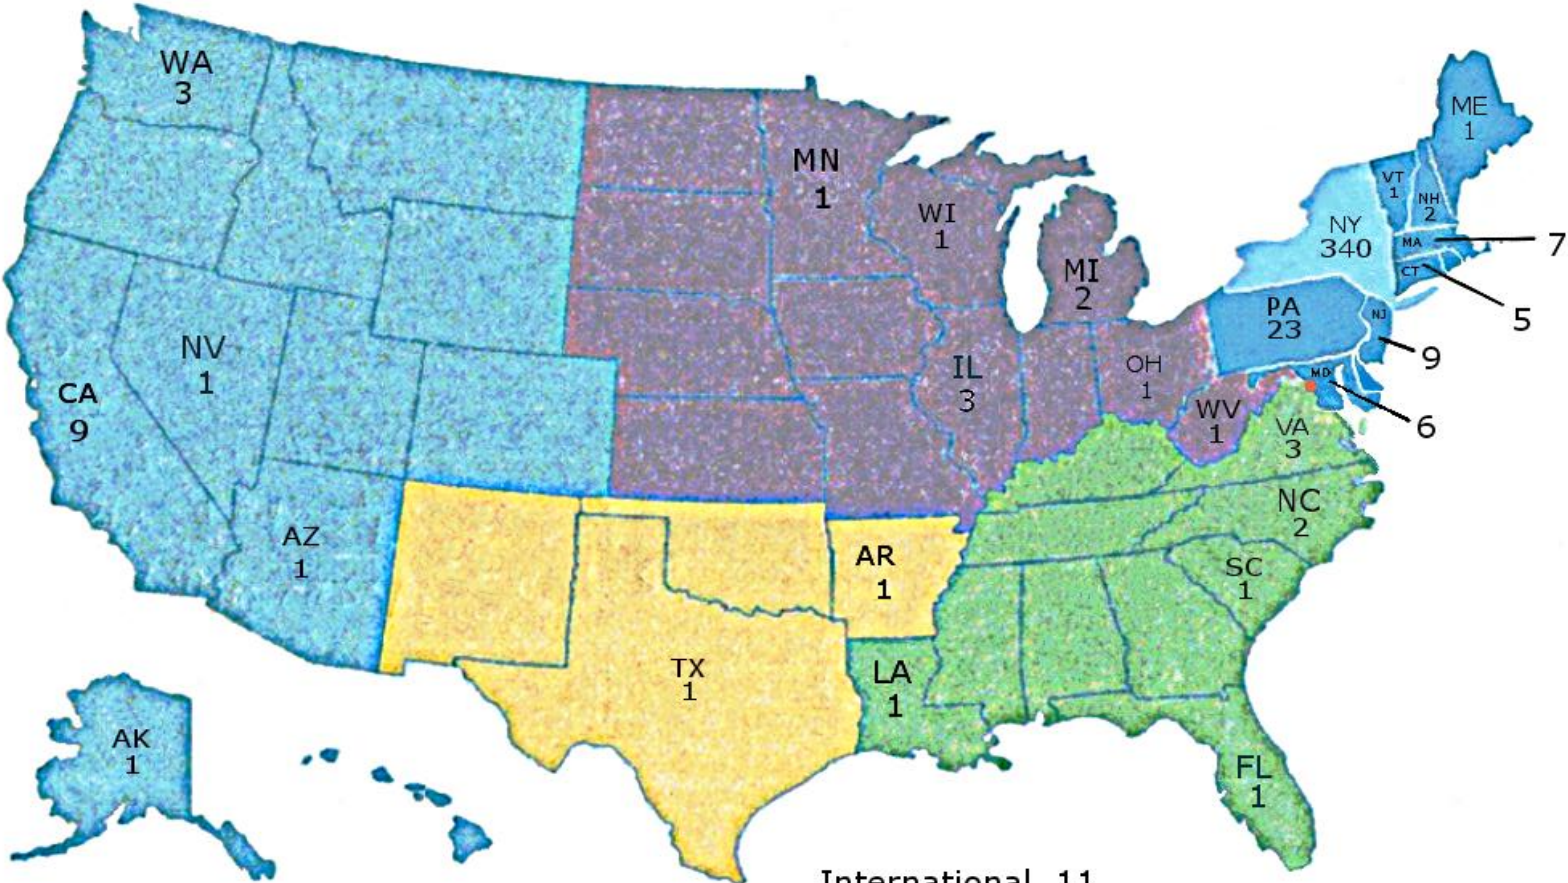 WA
3
ME
1
MN
1
VT
1
NH
2
WI
1
NY
340
MA
7
MI
2
CT
5
PA
23
NJ
9
NV
1
IL
3
OH
1
MD
6
CA
9
WV
1
VA
3
NC
2
AZ
1
AR
1
SC
1
TX
1
LA
1
AK
1
FL
1
International 11